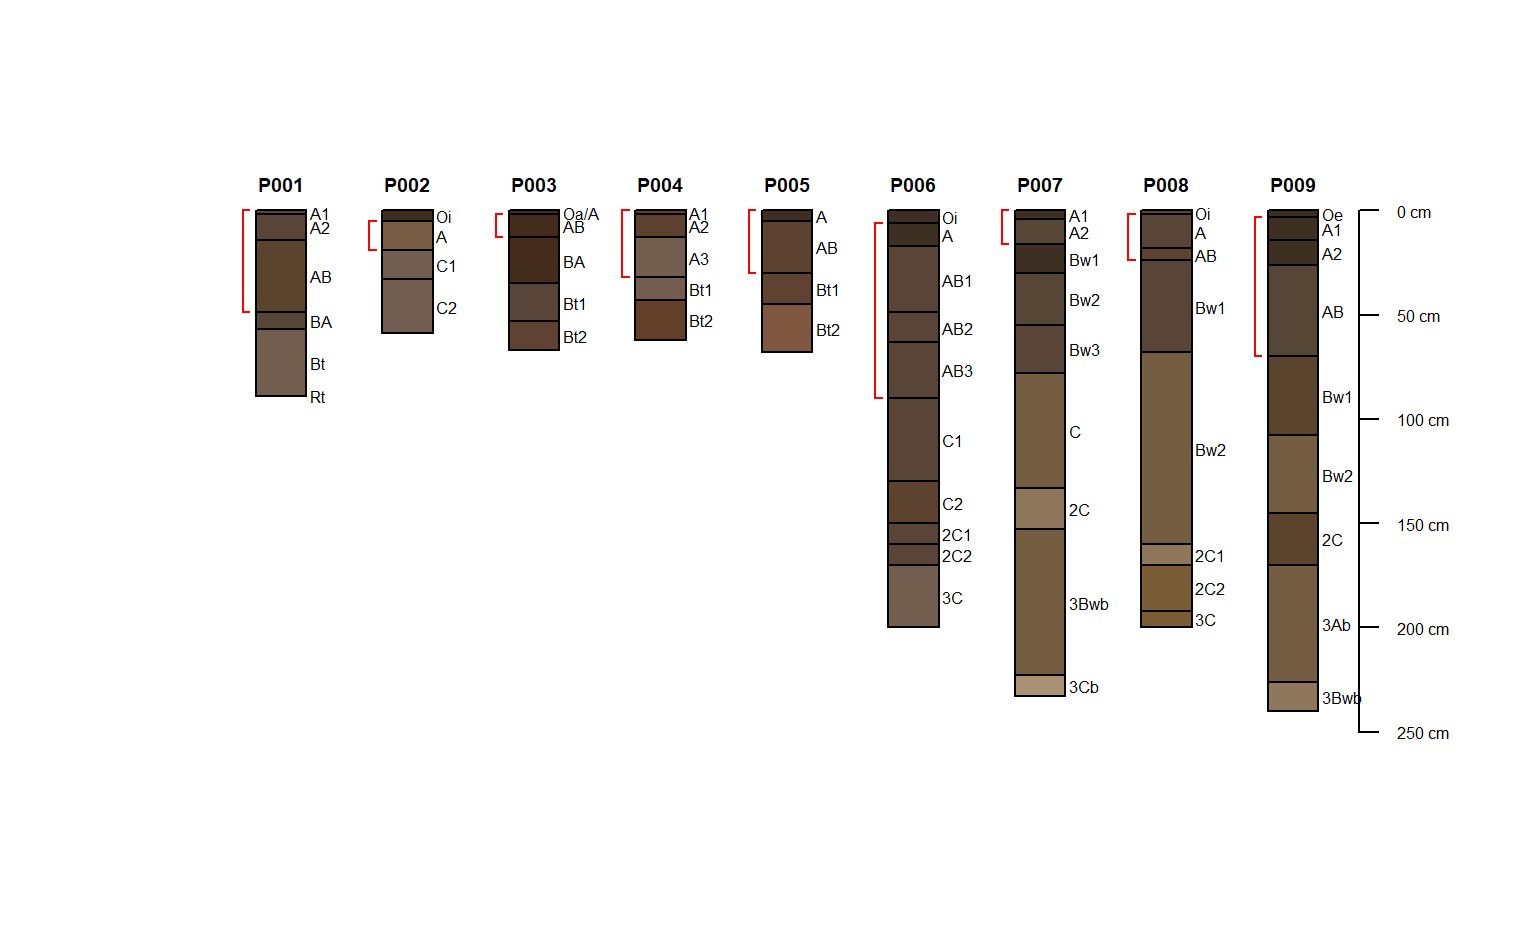 P001 P002 P003 P004 P005 P006 P007 P008 P009
A1
A2
AB
BA
Bt
Rt
Oi
A
C1
C2
Oa/A
AB
BA
Bt1
Bt2
A1
A2
A3
Bt1
Bt2
A
AB
Bt1
Bt2
Oi
A
AB1
AB2
AB3
C1
C2
2C1
2C2
3C
A1
A2
Bw1
Bw2
Bw3
C
2C
3Bwb
3Cb
Oi
A
AB
Bw1
Bw2
2C1
2C2
3C
Oe
A1
A2
AB
Bw1
Bw2
2C
3Ab
3Bwb
0 cm
50 cm
100 cm
150 cm
200 cm
250 cm